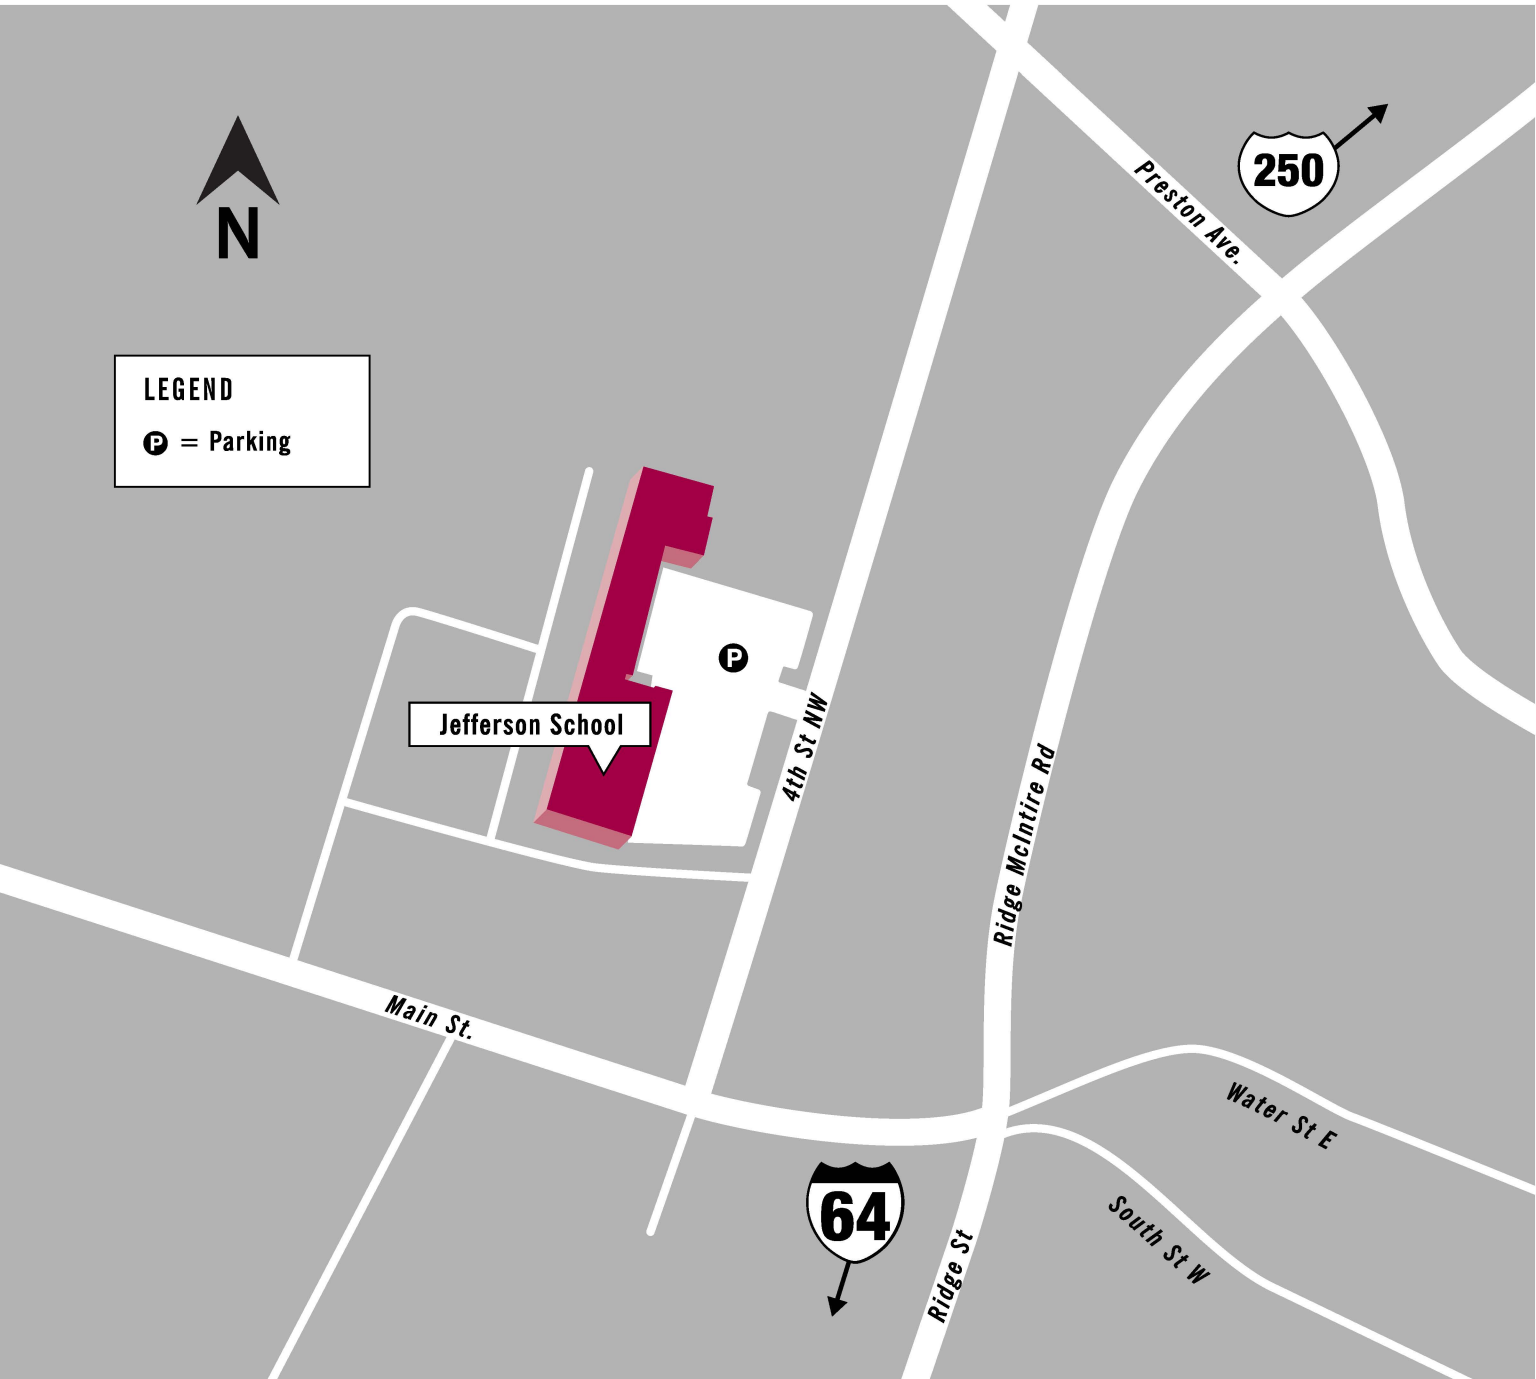 250
Preston Ave.
N
LEGEND
P = Parking
P
Jefferson School
4th St NW
Ridge McIntire Rd
Main St.
Water St E
64
South St W
Ridge St